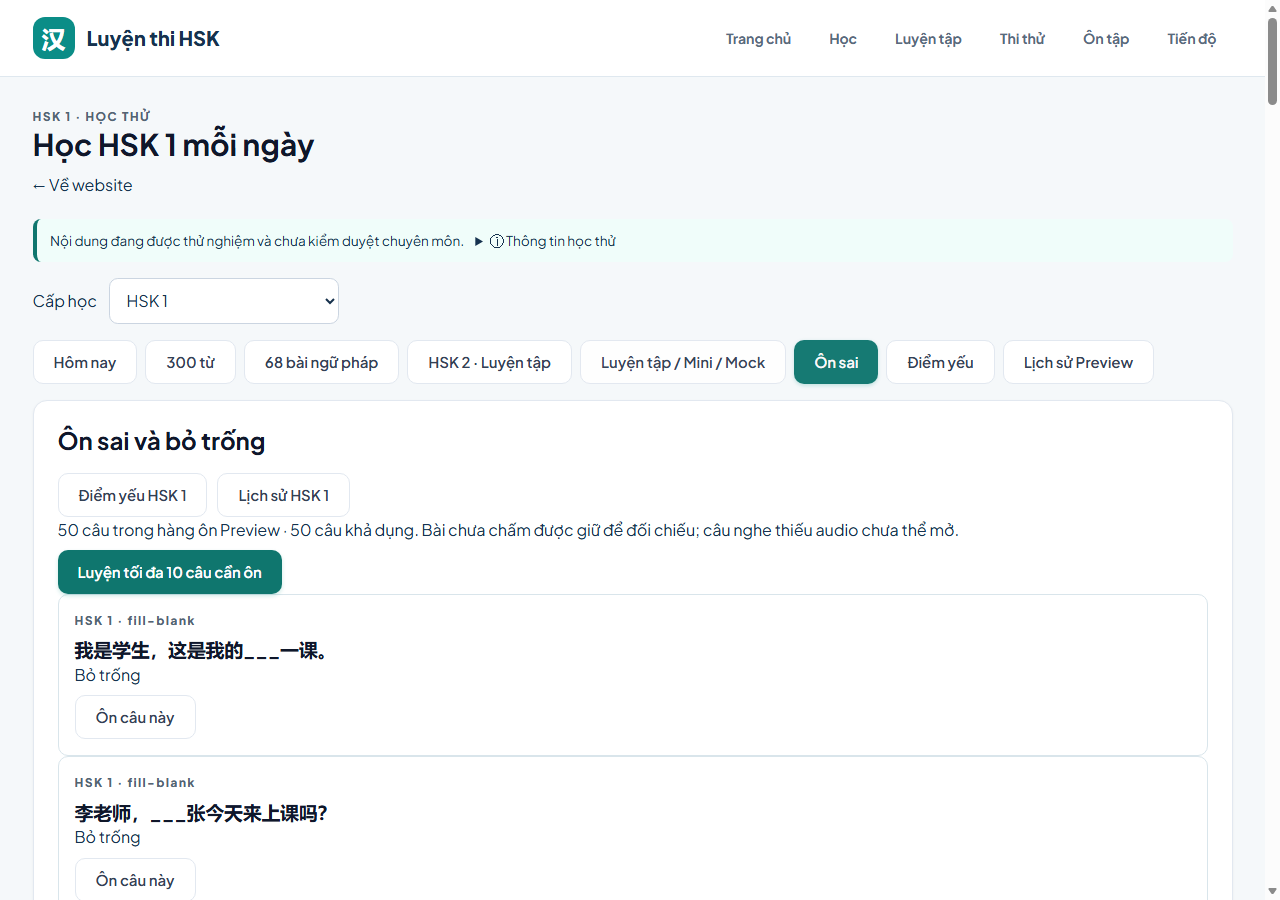 汉 Luyện thi HSK Trang chủ Học Luyện tập Thi thử Ôn tập Tiến độ
HSK 1 · HỌC THỬ
Học HSK 1 mỗi ngày
← Về website
Nội dung đang được thử nghiệm và chưa kiểm duyệt chuyên môn. ▶ ⓘ Thông tin học thử
Cấp học HSK 1
Hôm nay 300 từ 68 bài ngữ pháp HSK 2 · Luyện tập Luyện tập / Mini / Mock Ôn sai Điểm yếu Lịch sử Preview
Ôn sai và bỏ trống
Điểm yếu HSK 1 Lịch sử HSK 1
50 câu trong hàng ôn Preview · 50 câu khả dụng. Bài chưa chấm được giữ để đối chiếu; câu nghe thiếu audio chưa thể mở.
Luyện tối đa 10 câu cần ôn
HSK 1 · fill-blank
我是学生，这是我的___一课。
Bỏ trống
Ôn câu này
HSK 1 · fill-blank
李老师，___张今天来上课吗？
Bỏ trống
Ôn câu này